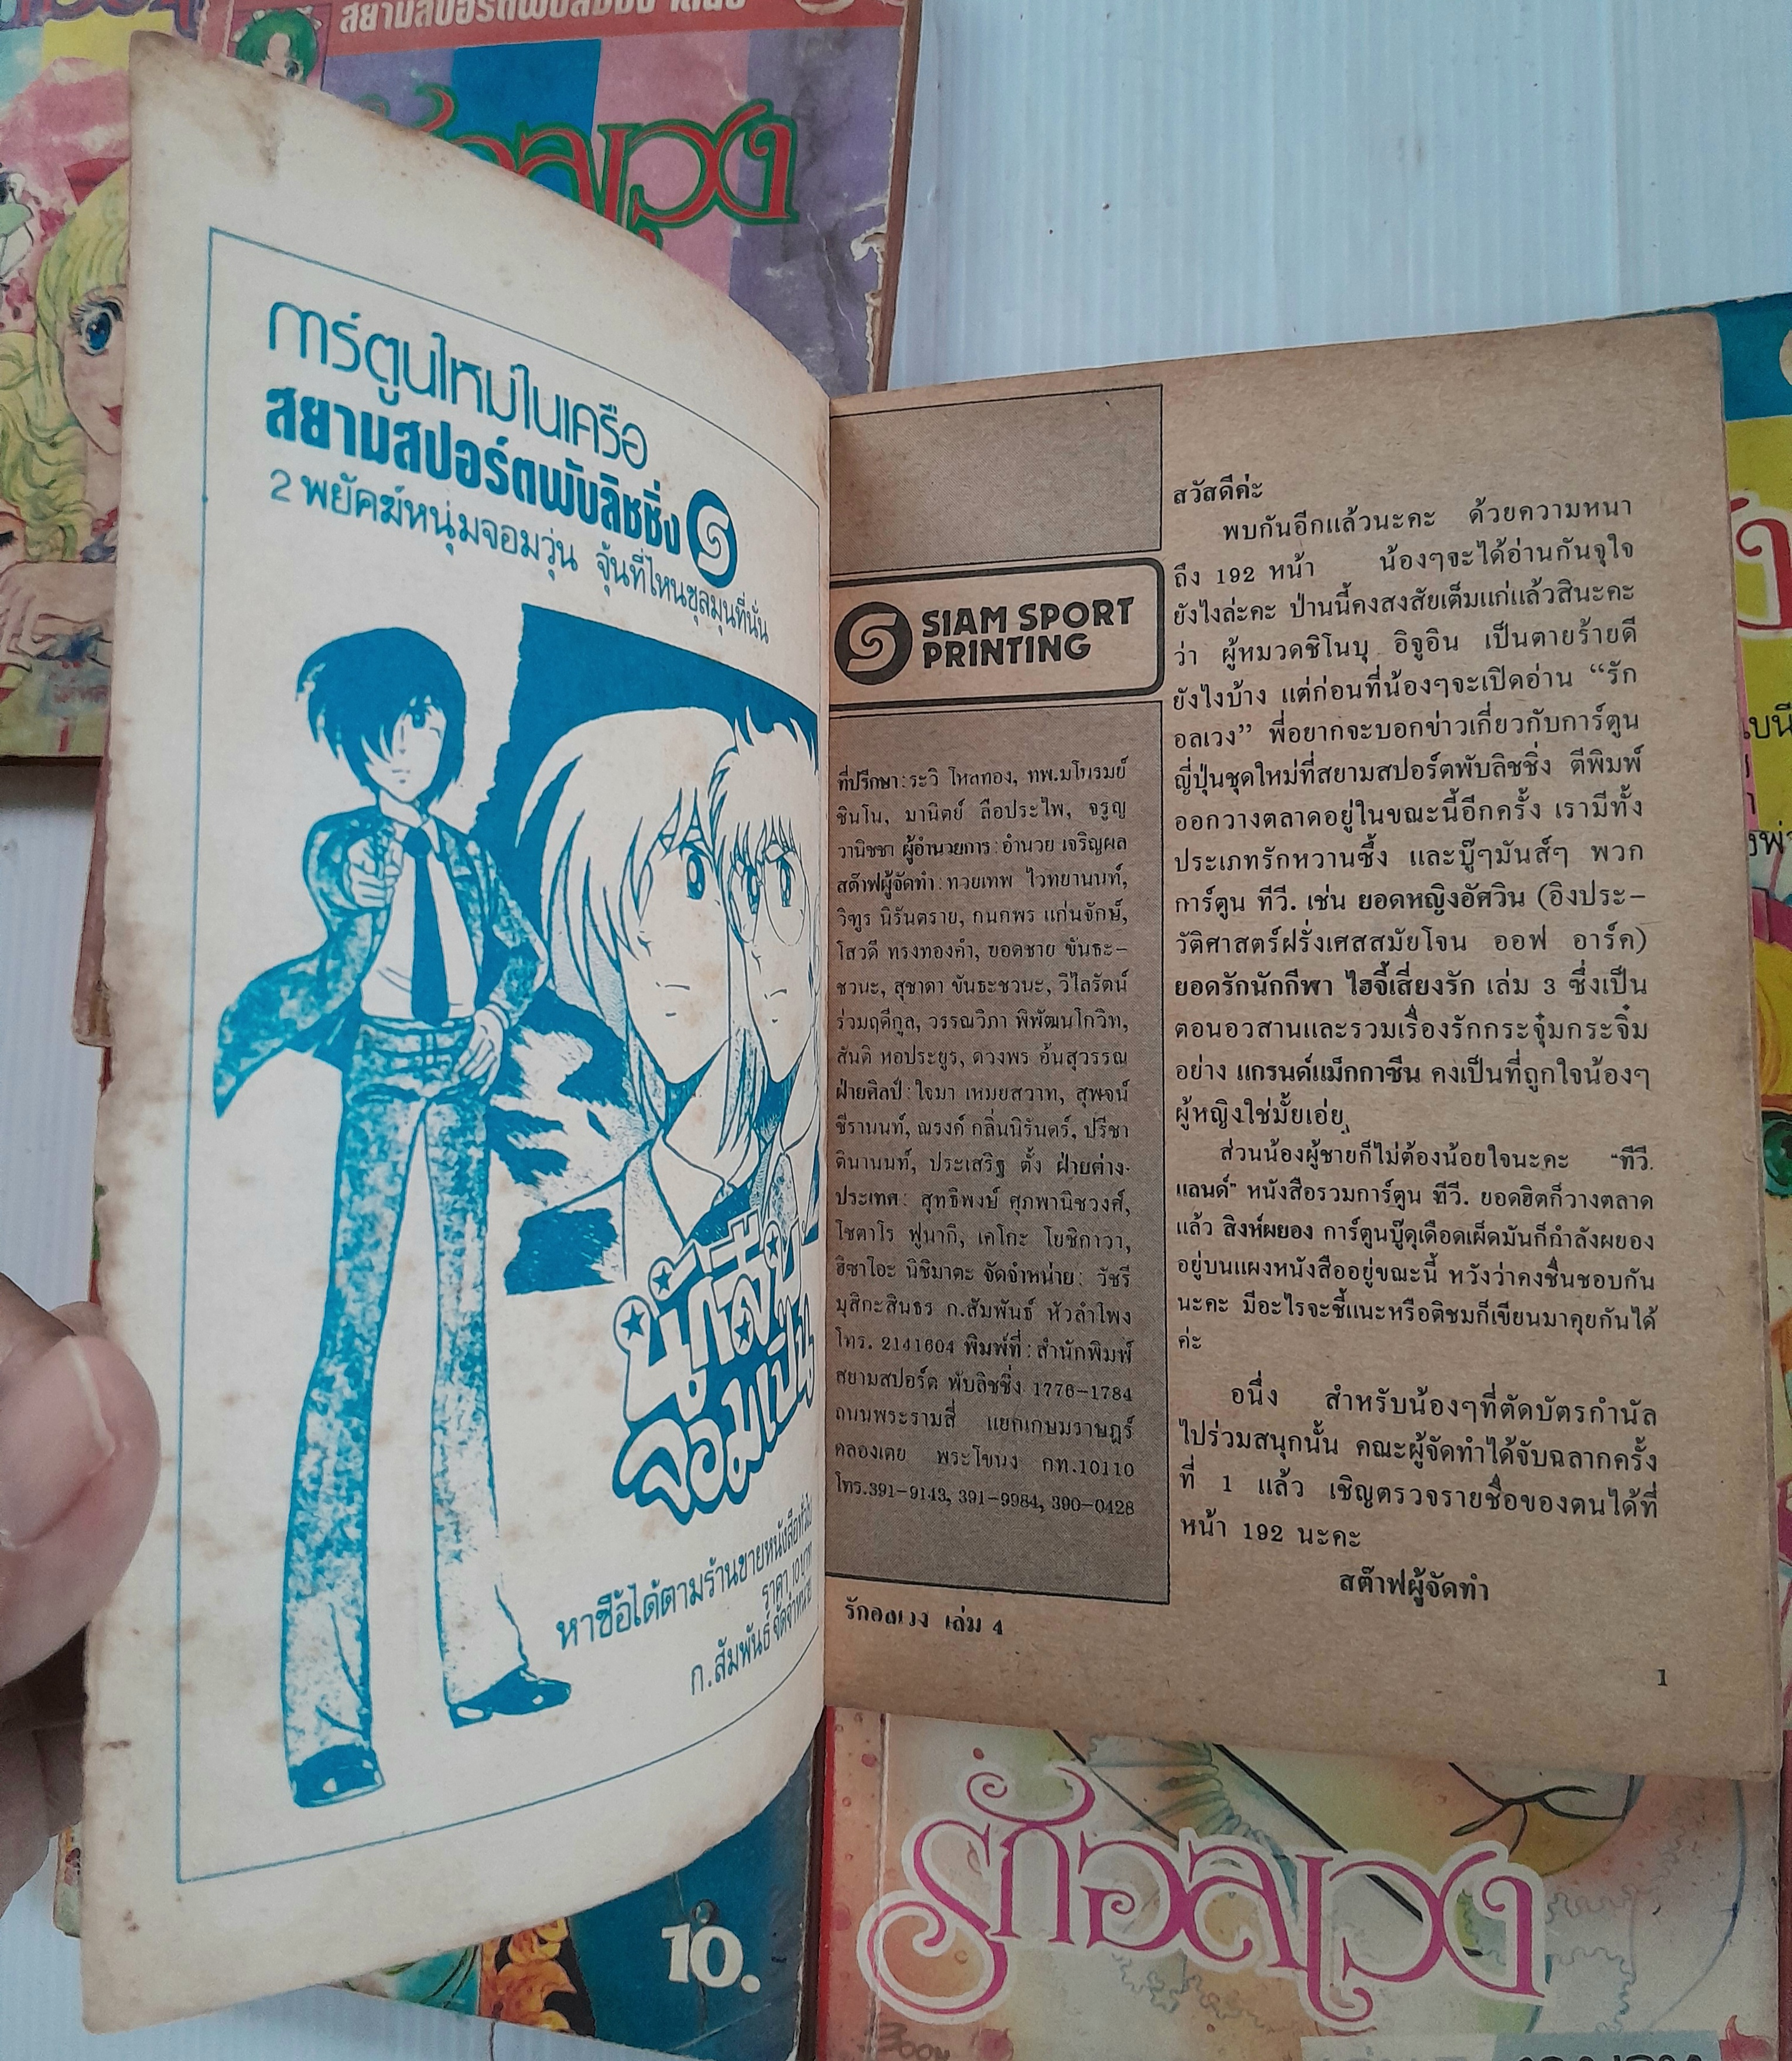 สยามสปอร์ตพับลิชชิ่ง
การ์ตูนใหม่ในเครือ
สยามสปอร์ตพับลิชชิ่ง
2 พยัคฆ์หนุ่มจอมวุ่น จุ้นที่ไหนชุลมุนที่นั่น
นักสืบ
จอมเปิ่น
หาซื้อได้ตามร้านขายหนังสือทั่วไป
ราคา 10 บาท
ก.สัมพันธ์ จัดจำหน่าย
SIAM SPORT
PRINTING
ที่ปรึกษา:ระวิ โหลทอง, ทพ.มโนรมย์
ชินโน, มานิตย์ ลือประไพ, จรูญ
วานิชชา ผู้อำนวยการ:อำนวย เจริญผล
สต๊าฟผู้จัดทำ:ทวยเทพ ไวทยานนท์,
วิฑูร นิรันตราย, กนกพร แก่นจักษ์,
โสวดี ทรงทองคำ, ยอดชาย ขันธะ-
ชวนะ, สุชาดา ขันธะชวนะ, วิไลรัตน์
ร่วมฤดีกูล, วรรณวิภา พิพัฒนโกวิท,
สันติ หอประยูร, ดวงพร อ้นสุวรรณ
ฝ่ายศิลป์:ใจมา เหมยสวาท, สุพจน์
ธีรานนท์, ณรงค์ กลิ่นนิรันดร์, ปรีชา
ตินานนท์, ประเสริฐ ตั้ง ฝ่ายต่าง-
ประเทศ: สุทธิพงษ์ ศุภพานิชวงศ์,
โชตาโร ฟูนากิ, เคโกะ โยชิกาวา,
ฮิซาไอะ นิชิมาตะ จัดจำหน่าย: วัชรี
มุสิกะสินธร ก.สัมพันธ์ หัวลำโพง
โทร. 2141604 พิมพ์ที่:สำนักพิมพ์
สยามสปอร์ต พับลิชชิ่ง 1776-1784
ถนนพระรามสี่ แยกเกษมราษฎร์
คลองเตย พระโขนง กท.10110
โทร.391-9143, 391-9984, 390-0428
รักอลเวง เล่ม 4
สวัสดีค่ะ
พบกันอีกแล้วนะคะ ด้วยความหนา
ถึง 192 หน้า น้องๆจะได้อ่านกันจุใจ
ยังไงล่ะคะ ป่านนี้คงสงสัยเต็มแก่แล้วสินะคะ
ว่า ผู้หมวดชิโนบุ อิจูอิน เป็นตายร้ายดี
ยังไงบ้าง แต่ก่อนที่น้องๆจะเปิดอ่าน “รัก
อลเวง” พี่อยากจะบอกข่าวเกี่ยวกับการ์ตูน
ญี่ปุ่นชุดใหม่ที่สยามสปอร์ตพับลิชชิ่ง ตีพิมพ์
ออกวางตลาดอยู่ในขณะนี้อีกครั้ง เรามีทั้ง
ประเภทรักหวานซึ้ง และบู๊ๆมันส์ๆ พวก
การ์ตูน ทีวี. เช่น ยอดหญิงอัศวิน (อิงประ-
วัติศาสตร์ฝรั่งเศสสมัยโจน ออฟ อาร์ค)
ยอดรักนักกีฬา ไฮจี้เสี่ยงรัก เล่ม 3 ซึ่งเป็น
ตอนอวสานและรวมเรื่องรักกระจุ๋มกระจิ๋ม
อย่าง แกรนด์แม็กกาซีน คงเป็นที่ถูกใจน้องๆ
ผู้หญิงใช่มั้ยเอ่ย
ส่วนน้องผู้ชายก็ไม่ต้องน้อยใจนะคะ “ทีวี.
แลนด์” หนังสือรวมการ์ตูน ทีวี. ยอดฮิตก็วางตลาด
แล้ว สิงห์ผยอง การ์ตูนบู๊ดุเดือดเผ็ดมันก็กำลังผยอง
อยู่บนแผงหนังสืออยู่ขณะนี้ หวังว่าคงชื่นชอบกัน
นะคะ มีอะไรจะชี้แนะหรือติชมก็เขียนมาคุยกันได้
ค่ะ
อนึ่ง สำหรับน้องๆที่ตัดบัตรกำนัล
ไปร่วมสนุกนั้น คณะผู้จัดทำได้จับฉลากครั้ง
ที่ 1 แล้ว เชิญตรวจรายชื่อของตนได้ที่
หน้า 192 นะคะ
สต๊าฟผู้จัดทำ
1
10.
รักอลเวง